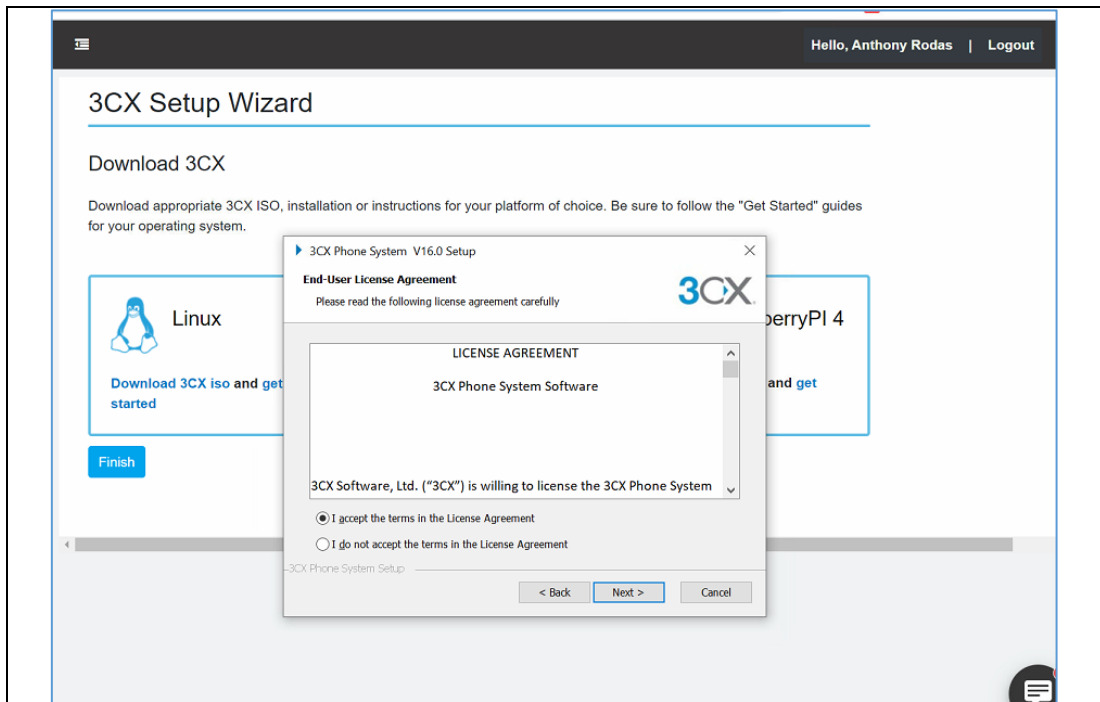 Hello, Anthony Rodas | Logout
3CX Setup Wizard
Download 3CX
Download appropriate 3CX ISO, installation or instructions for your platform of choice. Be sure to follow the "Get Started" guides
for your operating system.
Linux
Download 3CX iso and get
started
Finish
3CX Phone System V16.0 Setup
End-User License Agreement
Please read the following license agreement carefully
3CX
LICENSE AGREEMENT
3CX Phone System Software
3CX Software, Ltd. (“3CX”) is willing to license the 3CX Phone System
I accept the terms in the License Agreement
I do not accept the terms in the License Agreement
3CX Phone System Setup
< Back Next > Cancel
berryPI 4
and get